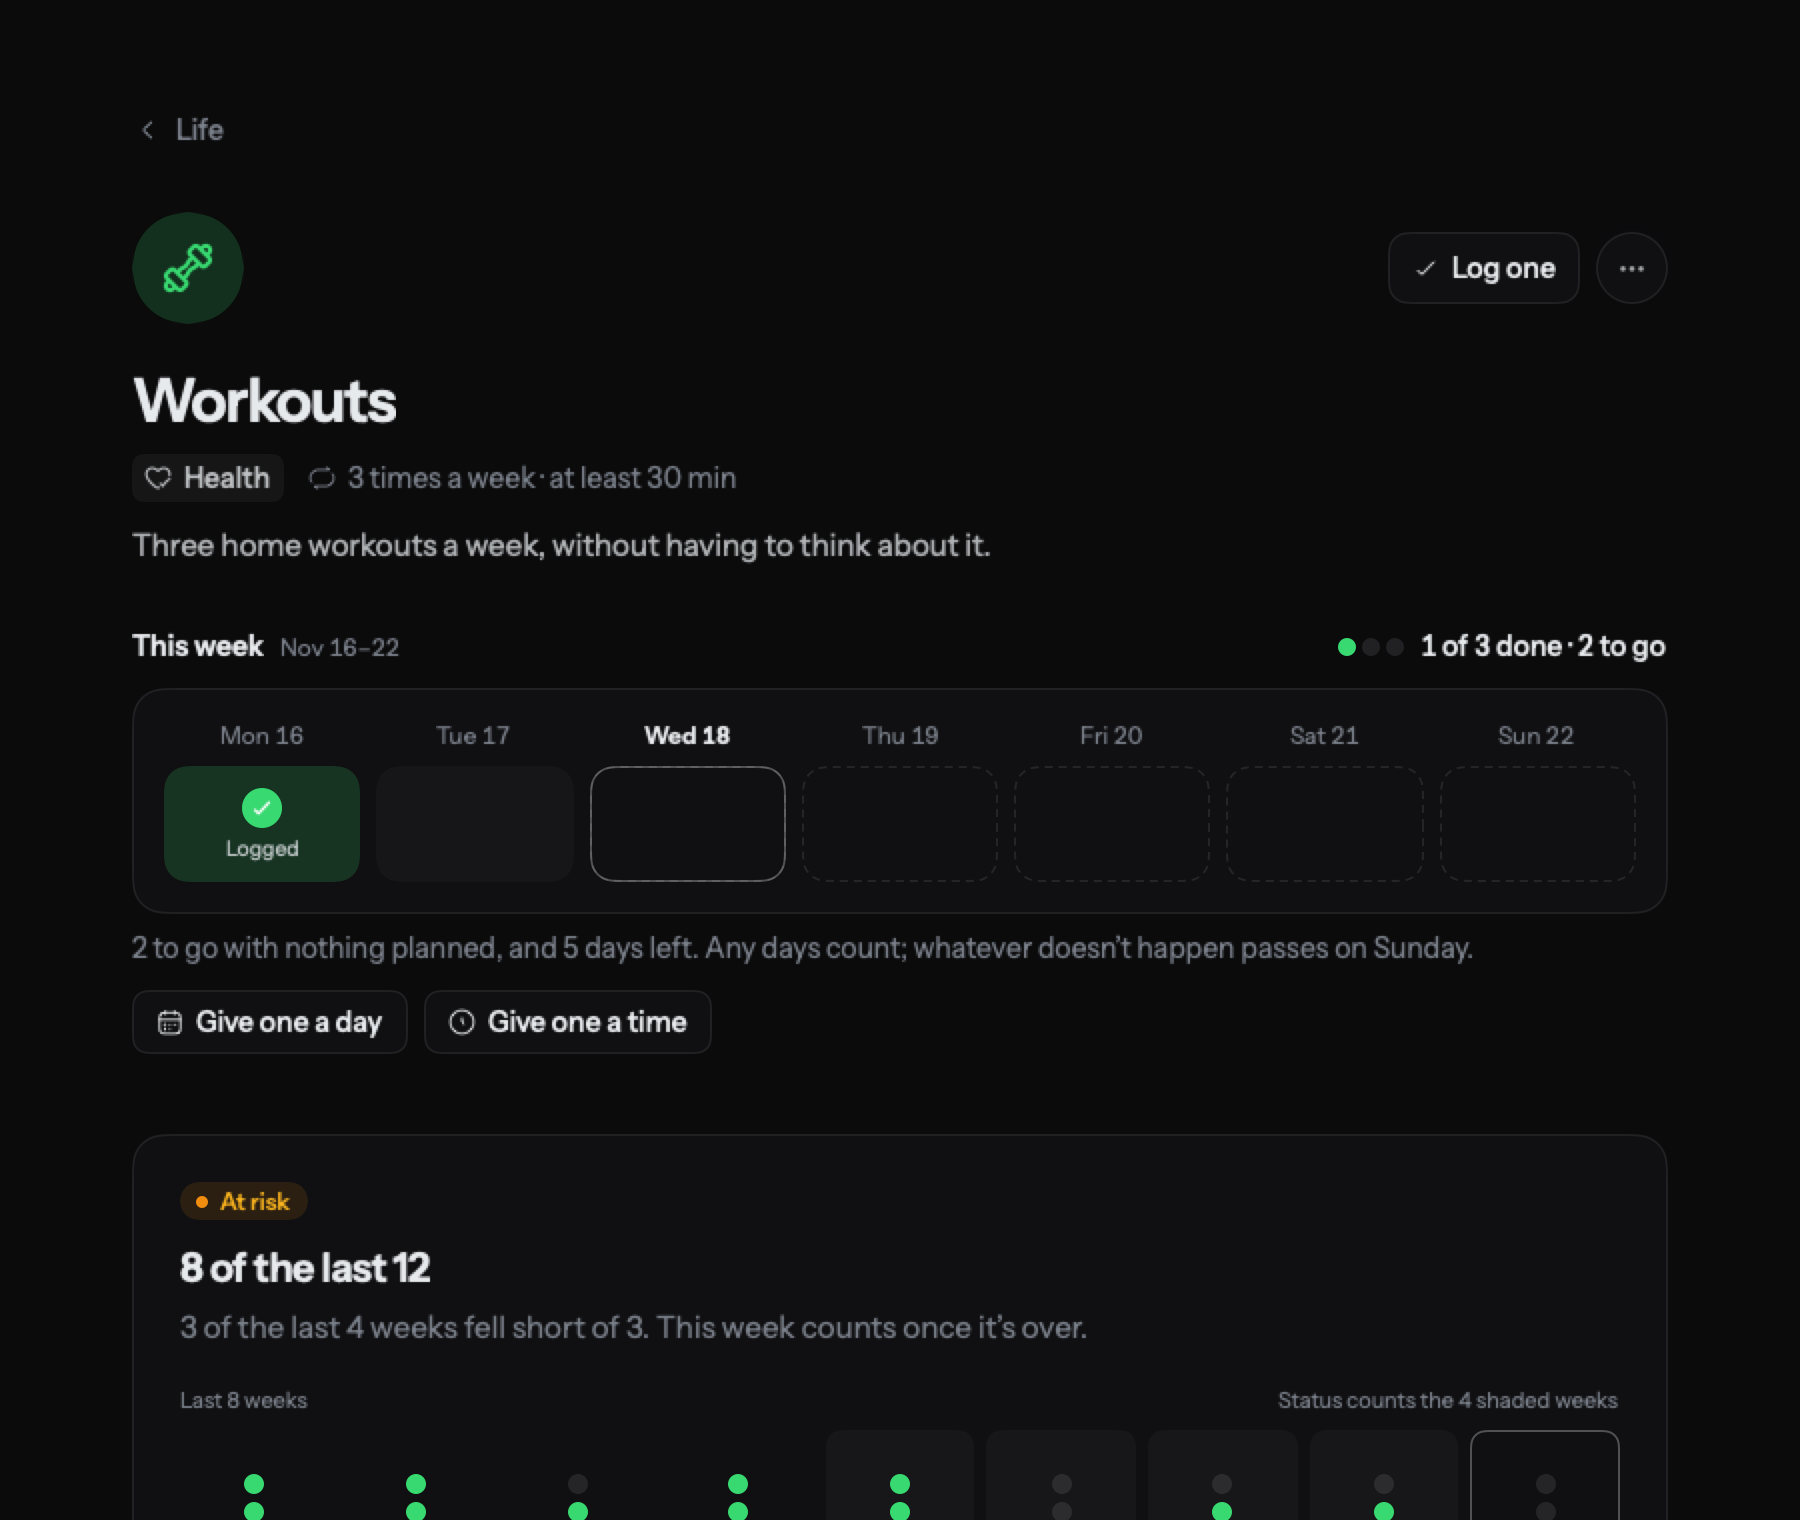 Life
Log one
Workouts
Health 3 times a week · at least 30 min
Three home workouts a week, without having to think about it.
This week Nov 16–22 1 of 3 done · 2 to go
Mon 16 Tue 17 Wed 18 Thu 19 Fri 20 Sat 21 Sun 22
Logged
2 to go with nothing planned, and 5 days left. Any days count; whatever doesn’t happen passes on Sunday.
Give one a day Give one a time
At risk
8 of the last 12
3 of the last 4 weeks fell short of 3. This week counts once it’s over.
Last 8 weeks Status counts the 4 shaded weeks